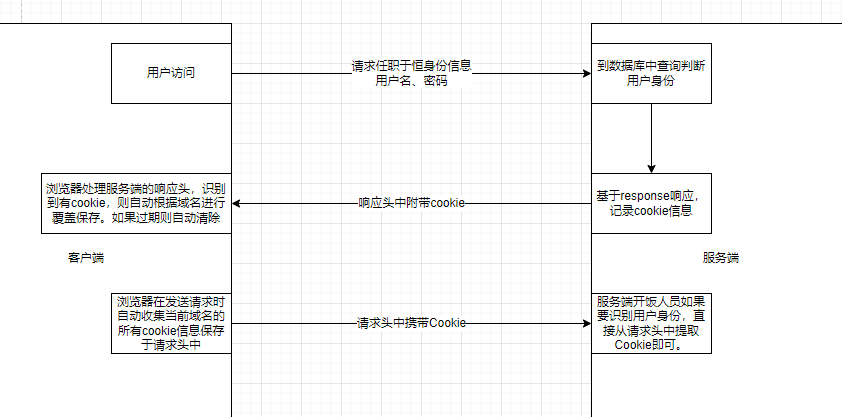 用户访问
请求任职于恒身份信息
用户名、密码
到数据库中查询判断
用户身份
浏览器处理服务端的响应头，识别
到有cookie，则自动根据域名进行
覆盖保存。如果过期则自动清除
响应头中附带cookie
基于response响应，
记录cookie信息
客户端
服务端
浏览器在发送请求时
自动收集当前域名的
所有cookie信息保存
于请求头中
请求头中携带Cookie
服务端开饭人员如果
要识别用户身份，直
接从请求头中提取
Cookie即可。